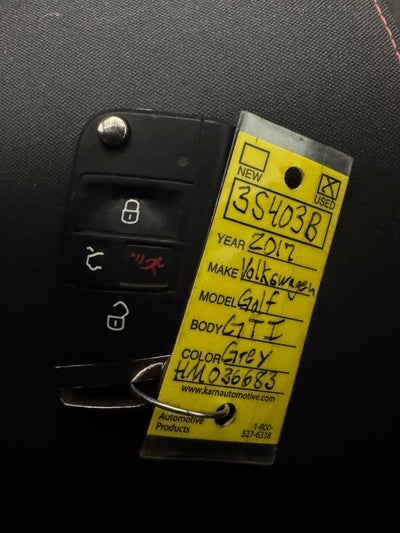 NEW
USED
3S403B
YEAR 2017
MAKE Volkswagen
MODEL Golf
BODY GTI
COLOR Grey
HM036683
www.karnautomotive.com
Automotive
Products
1-800-
527-6338